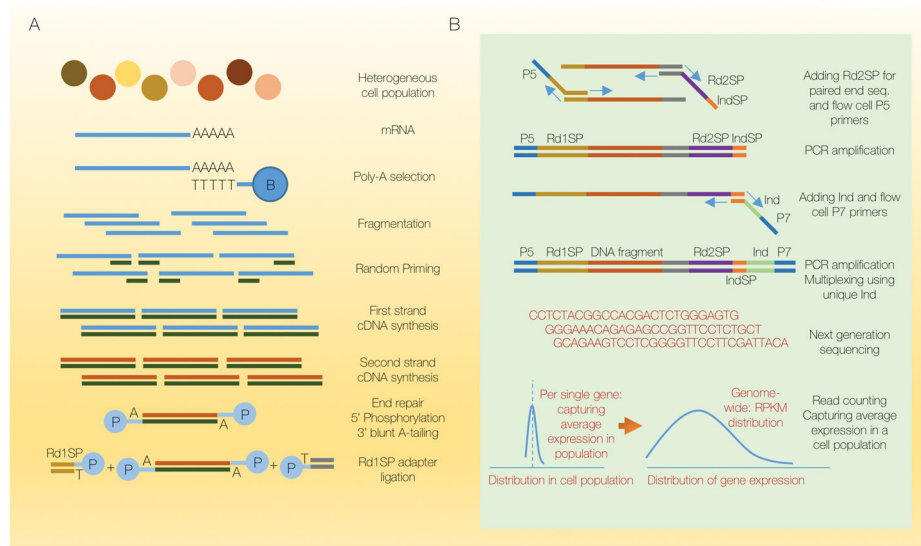 A
Heterogeneous
cell population
AAAAA
mRNA
AAAAA
TTTTT
B
Poly-A selection
Fragmentation
Random Priming
First strand
cDNA synthesis
Second strand
cDNA synthesis
P
A
A
P
End repair
5' Phosphorylation
3' blunt A-tailing
Rd1SP
T
P
+
P
A
A
P
+
P
T
Rd1SP adapter
ligation
B
P5
Rd2SP
IndSP
Adding Rd2SP for
paired end seq.
and flow cell P5
primers
P5
Rd1SP
Rd2SP
IndSP
PCR amplification
Ind
P7
Adding Ind and flow
cell P7 primers
P5
Rd1SP
DNA fragment
Rd2SP
Ind
P7
IndSP
PCR amplification
Multiplexing using
unique Ind
CCTCTACGGCCACGACTCTGGGAGTG
GGGAAACAGAGAGCCGGTTCCTCTGCT
GCAGAAGTCCTCGGGGTTCCTTCGATTACA
Next generation
sequencing
Per single gene:
capturing
average
expression in
population
Genome-
wide: RPKM
distribution
Read counting
Capturing average
expression in a
cell population
Distribution in cell population
Distribution of gene expression